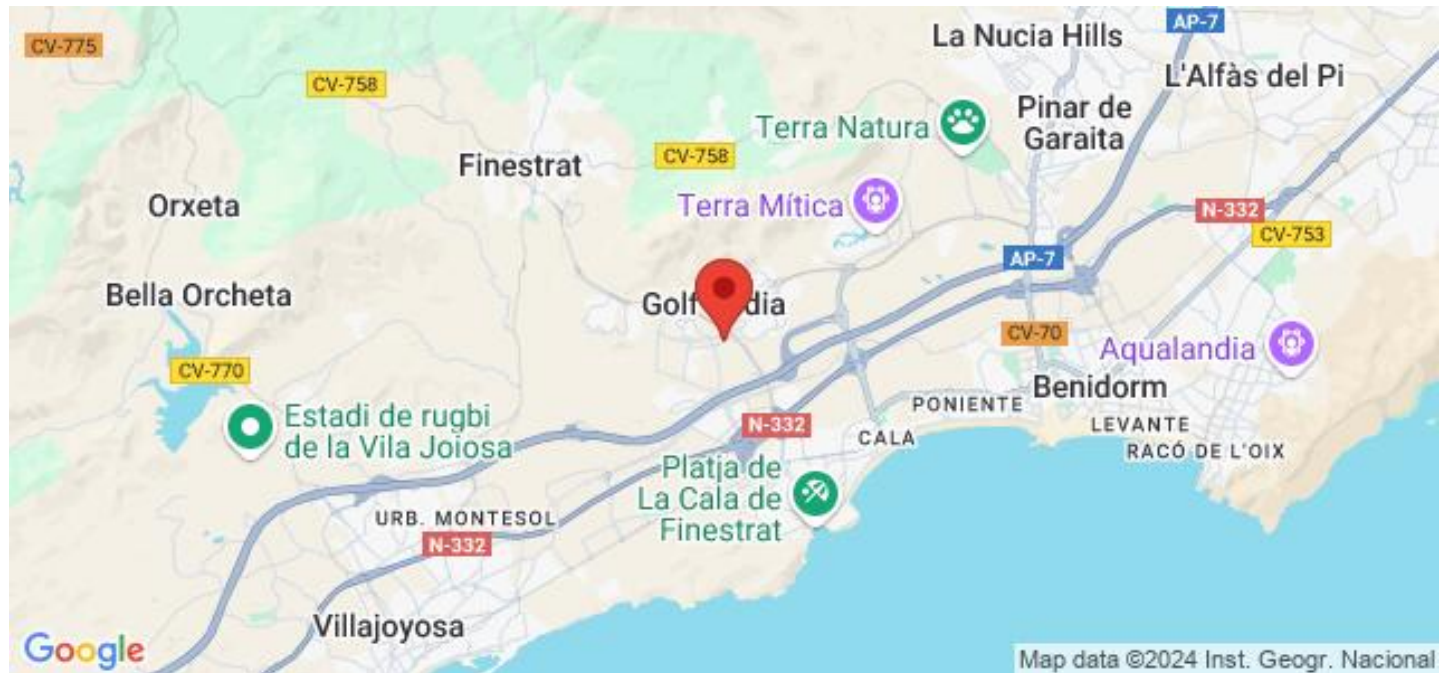 AP-7
CV-775
La Nucia Hills
L'Alfàs del Pi
CV-758
Terra Natura
Pinar de
Garaita
Finestrat
CV-758
Orxeta
Terra Mítica
N-332
CV-753
AP-7
Bella Orcheta
Golf
dia
CV-70
Aqualandia
CV-770
Benidorm
PONIENTE
Estadi de rugbi
de la Vila Joiosa
N-332
CALA
LEVANTE
RACÓ DE L'OIX
Platja de
La Cala de
Finestrat
URB. MONTESOL
N-332
Villajoyosa
Google
Map data ©2024 Inst. Geogr. Nacional